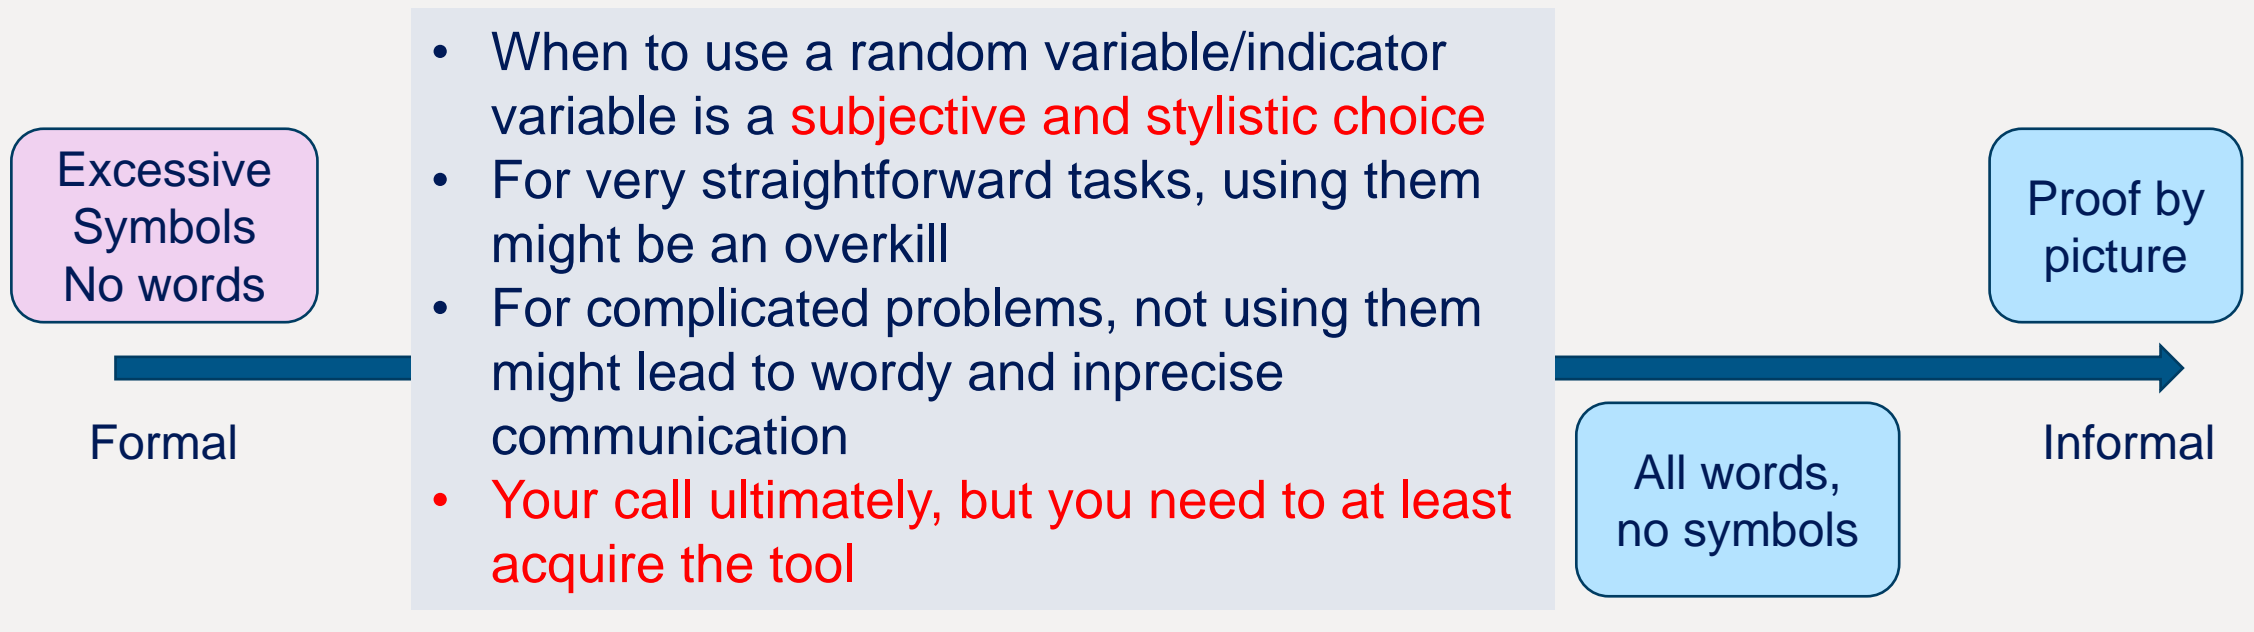 Excessive
Symbols
No words
Formal
• When to use a random variable/indicator
variable is a subjective and stylistic choice
• For very straightforward tasks, using them
might be an overkill
• For complicated problems, not using them
might lead to wordy and inprecise
communication
• Your call ultimately, but you need to at least
acquire the tool
All words,
no symbols
Proof by
picture
Informal